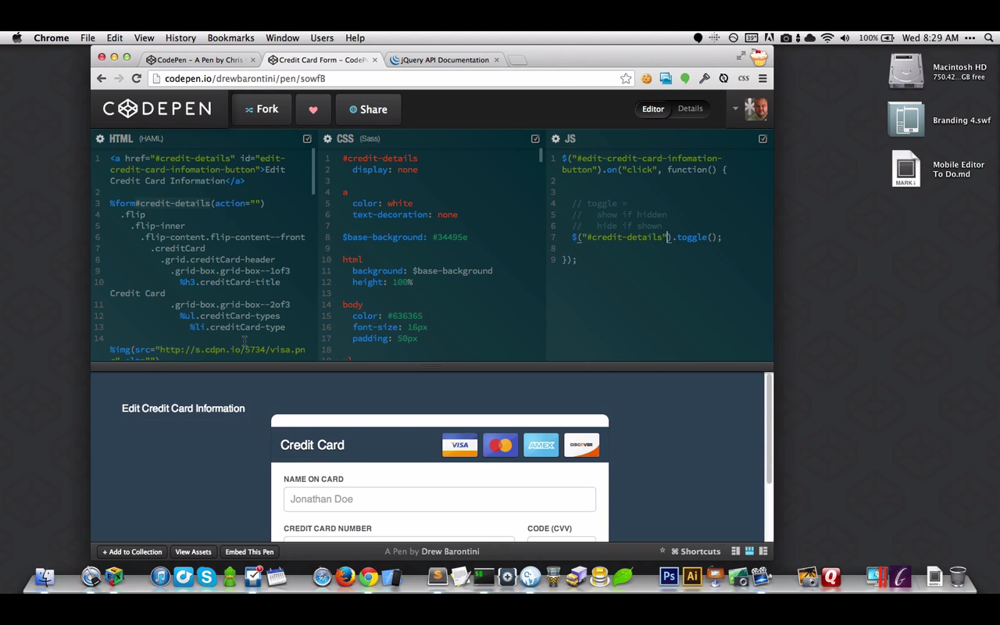 Chrome File Edit View History Bookmarks Window Users Help 39° 100% Wed 8:29 AM
CodePen – A Pen by Chris
Credit Card Form – CodeP
jQuery API Documentation
codepen.io/drewbarontini/pen/sowfB
css
CODEPEN
Fork
Share
Editor
Details
HTML (HAML)
1 <a href="#credit-details" id="edit-
credit-card-infomation-button">Edit
Credit Card Information</a>
2
3 %form#credit-details(action="")
4 .flip
5 .flip-inner
6 .flip-content.flip-content--front
7 .creditCard
8 .grid.creditCard-header
9 .grid-box.grid-box--1of3
10 %h3.creditCard-title
Credit Card
11 .grid-box.grid-box--2of3
12 %ul.creditCard-types
13 %li.creditCard-type
14
%img(src="http://s.cdpn.io/5734/visa.pn
CSS (Sass)
1 #credit-details
2 display: none
3
4 a
5 color: white
6 text-decoration: none
7
8 $base-background: #34495e
9
10 html
11 background: $base-background
12 height: 100%
13
14 body
15 color: #636365
16 font-size: 16px
17 padding: 50px
18
JS
1 $("#edit-credit-card-infomation-
button").on("click", function() {
2
3
4 // toggle =
5 // show if hidden
6 // hide if shown
7 $("#credit-details").toggle();
8
9 });
Edit Credit Card Information
Credit Card
VISA
MasterCard
AMEX
DISCOVER
NAME ON CARD
Jonathan Doe
CREDIT CARD NUMBER
CODE (CVV)
+ Add to Collection
View Assets
Embed This Pen
A Pen by Drew Barontini
⌘ Shortcuts
Macintosh HD
750.42...GB free
Branding 4.swf
Mobile Editor
To Do.md
MARK↓
Ps
Ai